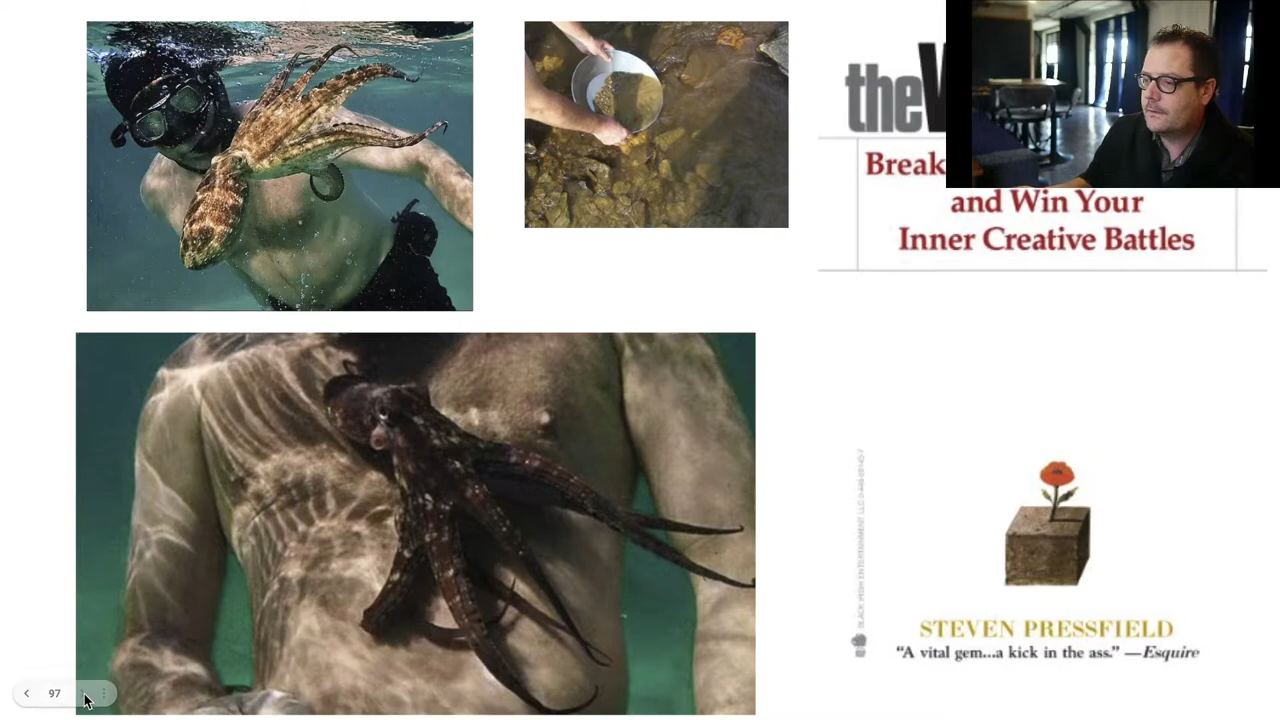 theW
Break
and Win Your
Inner Creative Battles
STEVEN PRESSFIELD
“A vital gem...a kick in the ass.” —Esquire
97